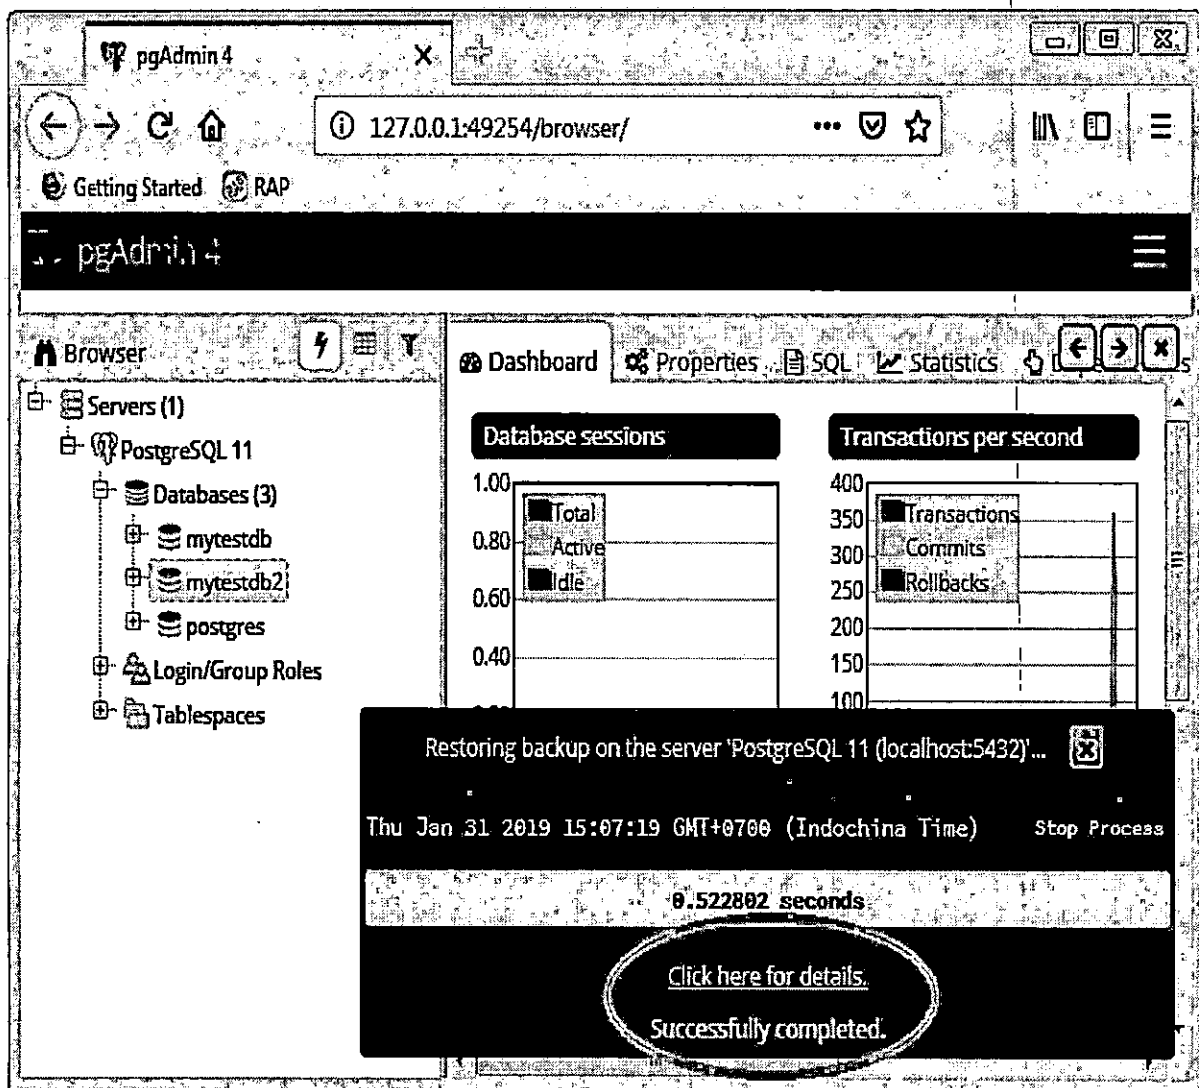 pgAdmin 4
127.0.0.1:49254/browser/
Getting Started RAP
pgAdmin 4
Browser
Dashboard Properties SQL Statistics
Servers (1)
PostgreSQL 11
Databases (3)
mytestdb
mytestdb2
postgres
Login/Group Roles
Tablespaces
Database sessions
1.00
0.80
0.60
0.40
Total
Active
Idle
Transactions per second
400
350
300
250
200
150
100
Transactions
Commits
Rollbacks
Restoring backup on the server 'PostgreSQL 11 (localhost:5432)'...
Thu Jan 31 2019 15:07:19 GMT+0700 (Indochina Time) Stop Process
0.522802 seconds
Click here for details.
Successfully completed.